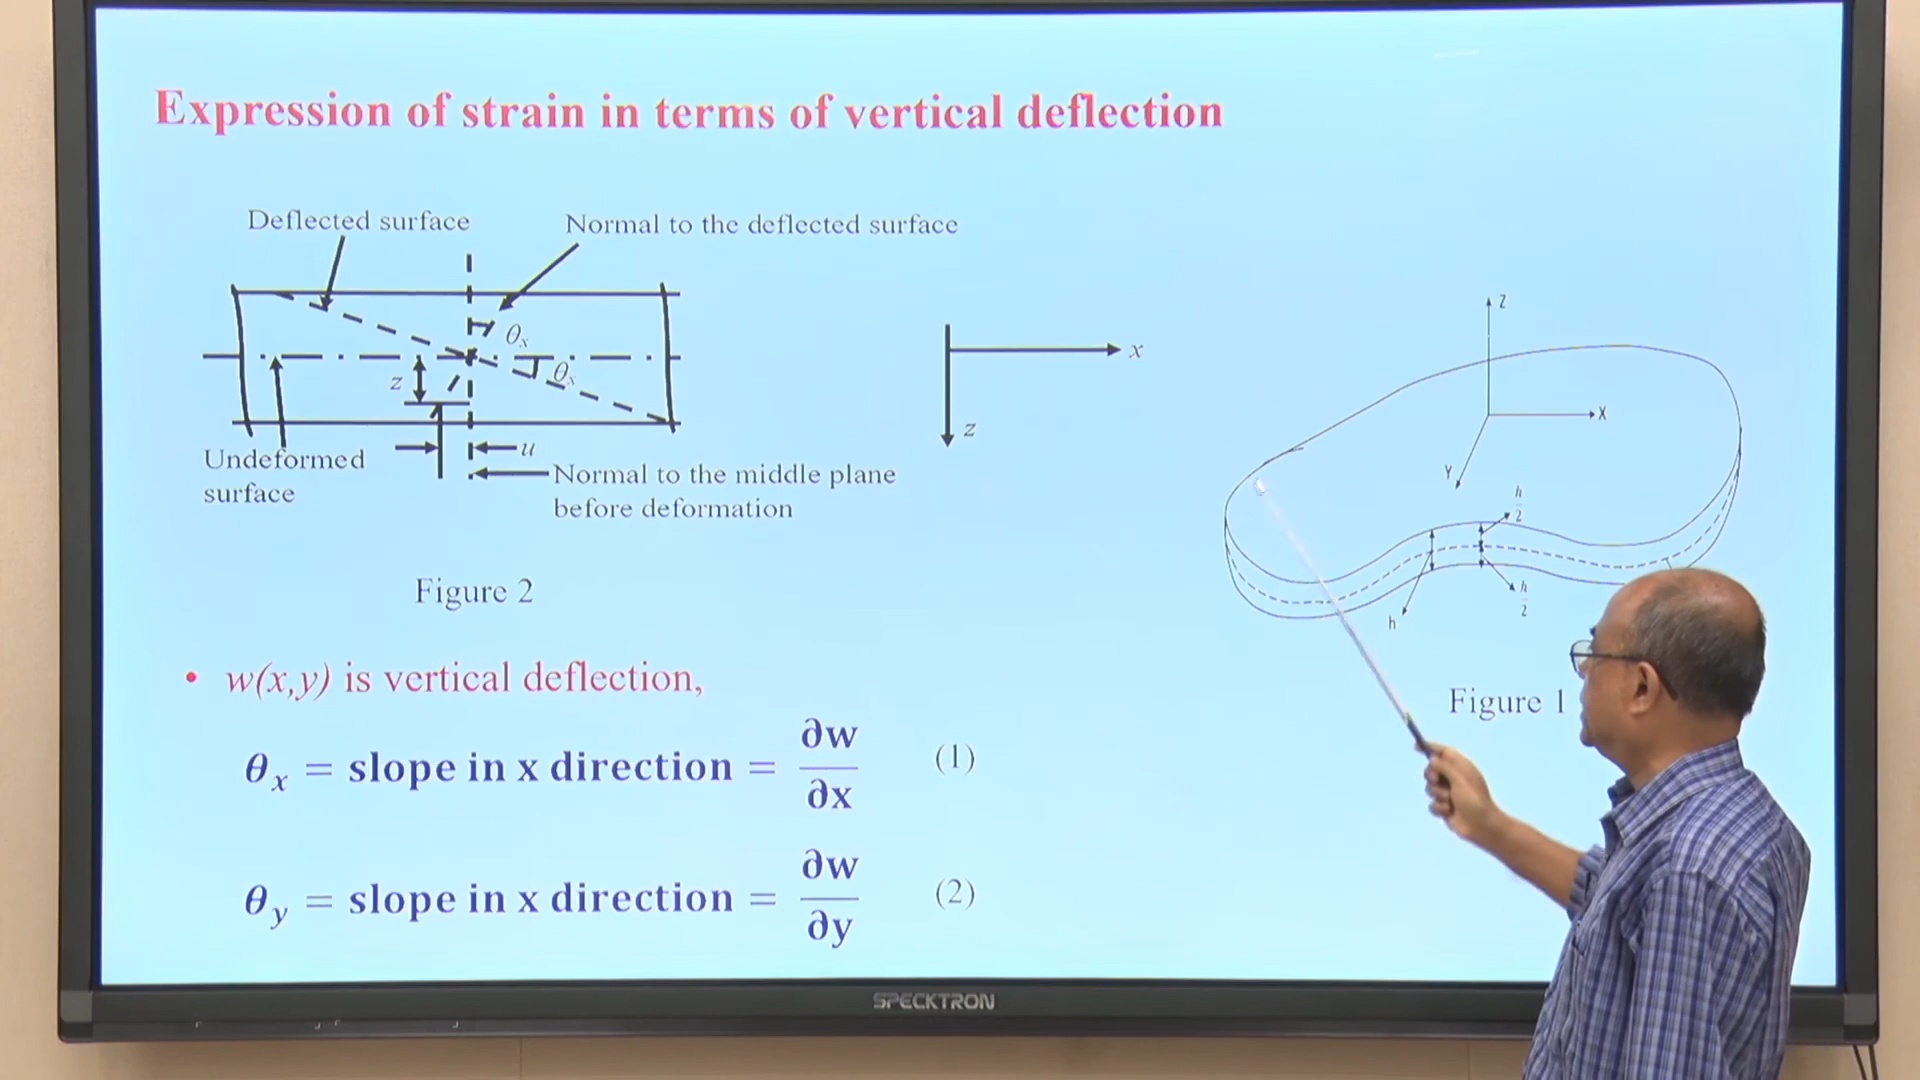 Expression of strain in terms of vertical deflection
Deflected surface
Normal to the deflected surface
θx
θx
z
u
Undeformed
surface
Normal to the middle plane
before deformation
Figure 2
x
z
Z
X
Y
h/2
h/2
h
Figure 1
• w(x,y) is vertical deflection,
θx = slope in x direction = ∂w/∂x (1)
θy = slope in x direction = ∂w/∂y (2)
SPECKTRON